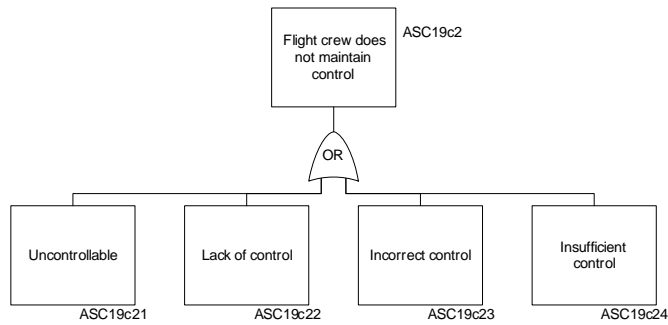 Flight crew does
not maintain
control
ASC19c2
OR
Uncontrollable
Lack of control
Incorrect control
Insufficient
control
ASC19c21
ASC19c22
ASC19c23
ASC19c24